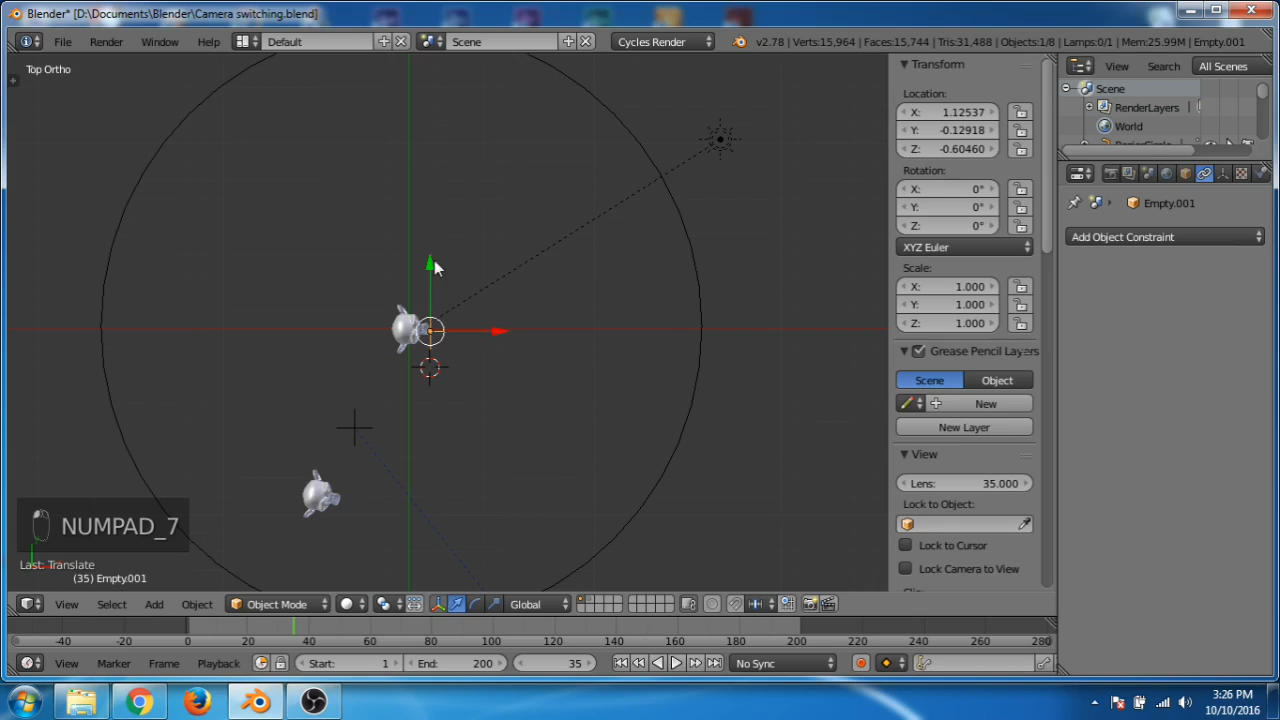 Blender* [D:\Documents\Blender\Camera switching.blend]
File Render Window Help Default Scene Cycles Render v2.78 | Verts:15,964 | Faces:15,744 | Tris:31,488 | Objects:1/8 | Lamps:0/1 | Mem:25.99M | Empty.001
Top Ortho
Transform
Location:
X: 1.12537
Y: -0.12918
Z: -0.60460
Rotation:
X: 0°
Y: 0°
Z: 0°
XYZ Euler
Scale:
X: 1.000
Y: 1.000
Z: 1.000
Grease Pencil Layers
Scene Object
New
New Layer
View
Lens: 35.000
Lock to Object:
Lock to Cursor
Lock Camera to View
View Search All Scenes
Scene
RenderLayers
World
Empty.001
Add Object Constraint
NUMPAD_7
Last: Translate
(35) Empty.001
View Select Add Object Object Mode Global
-40 -20 0 20 40 60 80 100 120 140 160 180 200 220 240 260 280
View Marker Frame Playback Start: 1 End: 200 35 No Sync
3:26 PM
10/10/2016